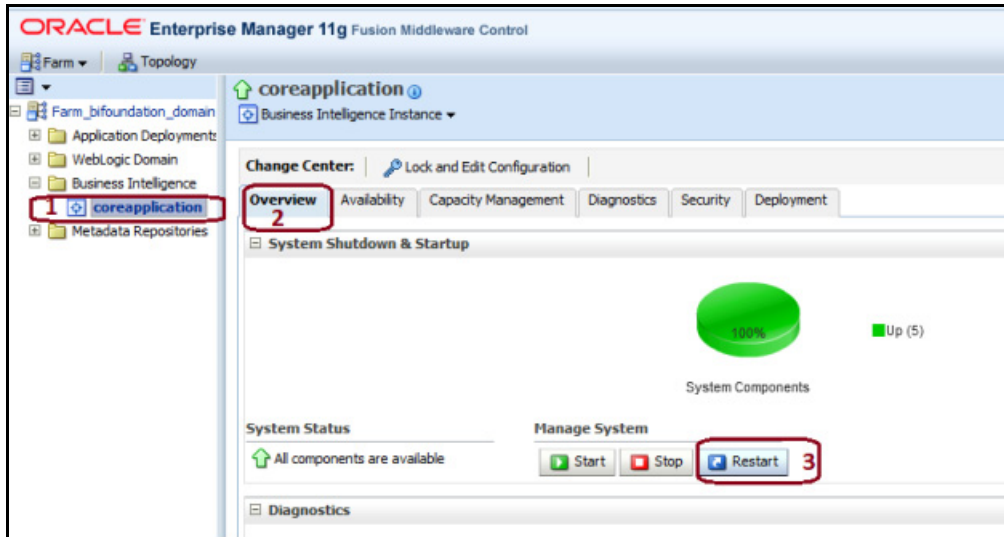 ORACLE Enterprise Manager 11g Fusion Middleware Control
Farm Topology
Farm_bifoundation_domain
Application Deployments
WebLogic Domain
Business Intelligence
1 coreapplication
Metadata Repositories
coreapplication
Business Intelligence Instance
Change Center: Lock and Edit Configuration
Overview Availability Capacity Management Diagnostics Security Deployment
2
System Shutdown & Startup
100%
Up (5)
System Components
System Status Manage System
All components are available Start Stop Restart 3
Diagnostics